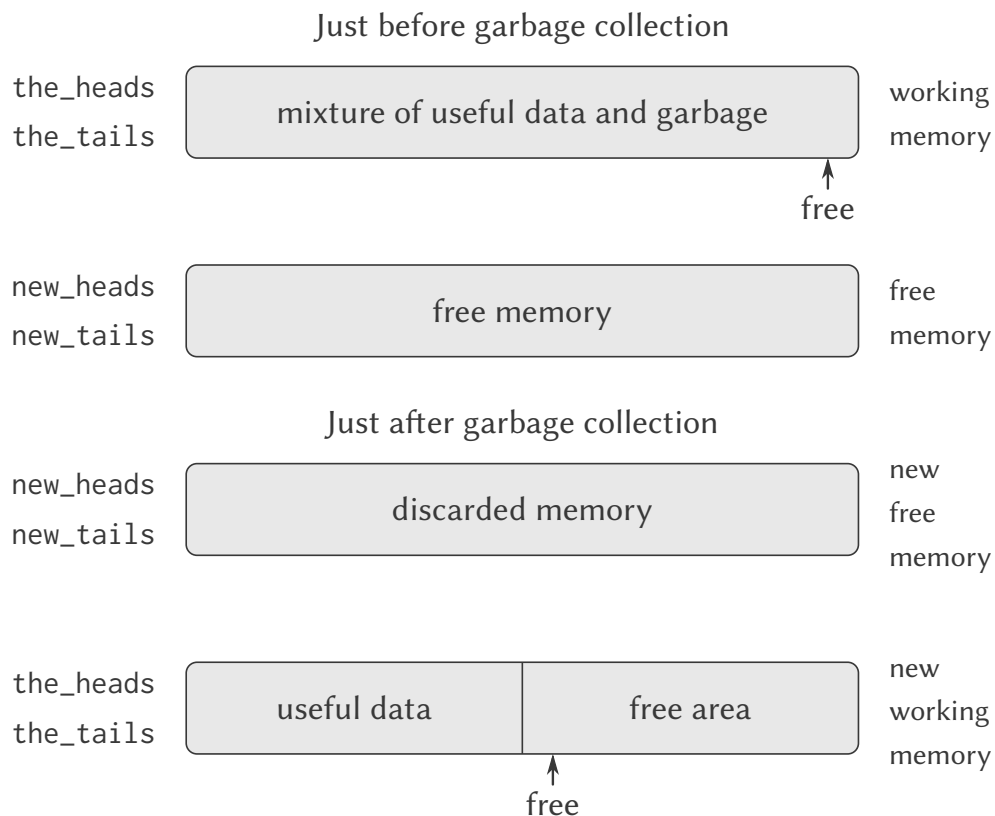 Just before garbage collection
the_heads
the_tails
mixture of useful data and garbage
working
memory
free
new_heads
new_tails
free memory
free
memory
Just after garbage collection
new_heads
new_tails
discarded memory
new
free
memory
the_heads
the_tails
useful data
free area
new
working
memory
free